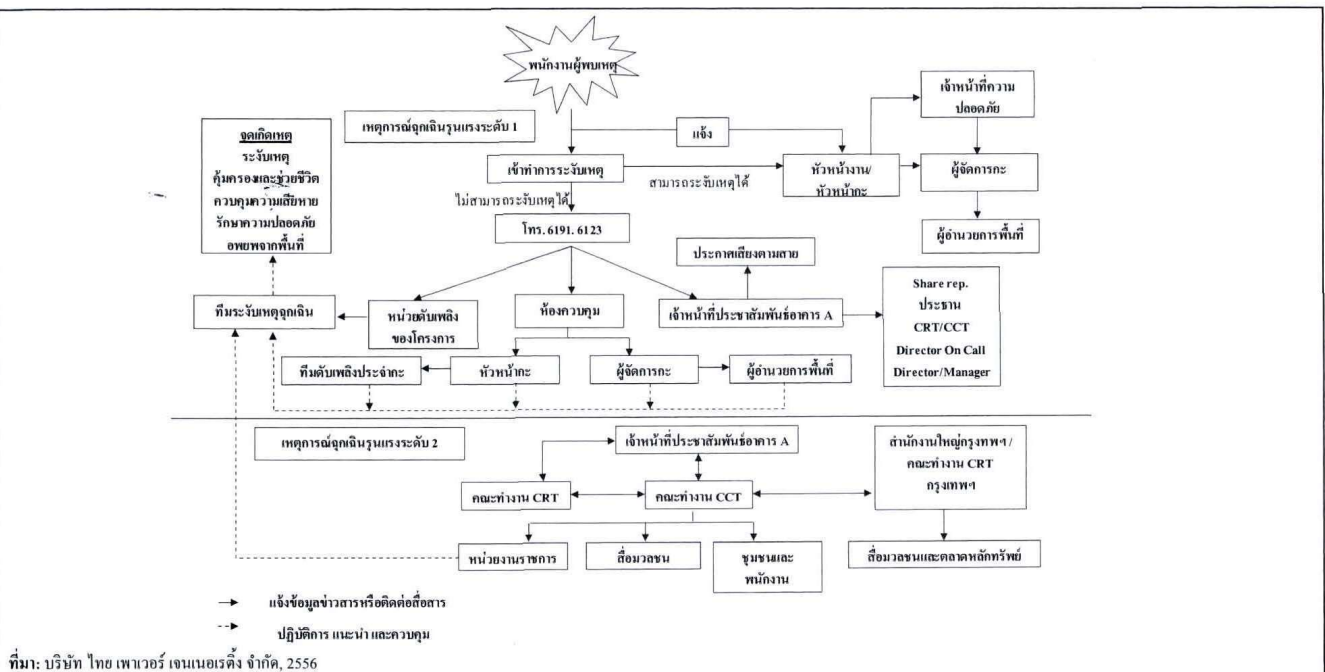 พนักงานผู้พบเหตุ
เจ้าหน้าที่ความ
ปลอดภัย
จุดเกิดเหตุ
ระงับเหตุ
คุ้มครองและช่วยชีวิต
ควบคุมความเสียหาย
รักษาความปลอดภัย
อพยพจากพื้นที่
เหตุการณ์ฉุกเฉินรุนแรงระดับ 1
แจ้ง
เข้าทำการระงับเหตุ
สามารถระงับเหตุได้
หัวหน้างาน/
หัวหน้ากะ
ผู้จัดการกะ
ไม่สามารถระงับเหตุได้
โทร. 6191. 6123
ผู้อำนวยการพื้นที่
ประกาศเสียงตามสาย
ทีมระงับเหตุฉุกเฉิน
หน่วยดับเพลิง
ของโครงการ
ห้องควบคุม
เจ้าหน้าที่ประชาสัมพันธ์อาคาร A
Share rep.
ประธาน
CRT/CCT
Director On Call
Director/Manager
ทีมดับเพลิงประจำกะ
หัวหน้ากะ
ผู้จัดการกะ
ผู้อำนวยการพื้นที่
เหตุการณ์ฉุกเฉินรุนแรงระดับ 2
เจ้าหน้าที่ประชาสัมพันธ์อาคาร A
สำนักงานใหญ่กรุงทพฯ /
คณะทำงาน CRT
กรุงเทพฯ
คณะทำงาน CRT
คณะทำงาน CCT
หน่วยงานราชการ
สื่อมวลชน
ชุมชนและ
พนักงาน
สื่อมวลชนและตลาดหลักทรัพย์
แจ้งข้อมูลข่าวสารหรือติดต่อสื่อสาร
ปฏิบัติการ แนะนำ และควบคุม
ที่มา: บริษัท ไทย เพาเวอร์ เจนเนอเรติ้ง จำกัด, 2556